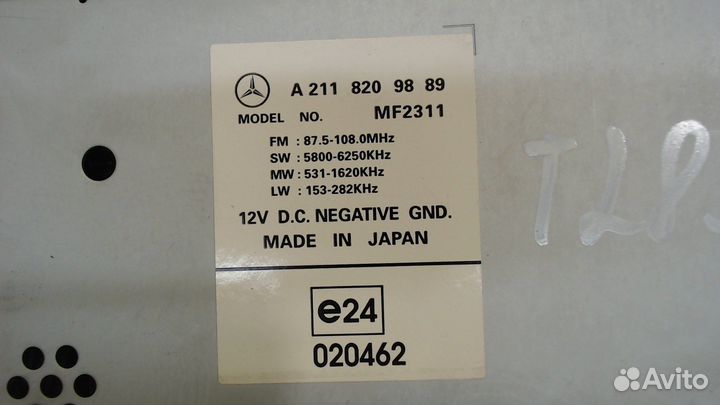 A 211 820 98 89
MODEL NO. MF2311
FM : 87.5-108.0MHz
SW : 5800-6250KHz
MW : 531-1620KHz
LW : 153-282KHz
12V D.C. NEGATIVE GND.
MADE IN JAPAN
e24
020462
Avito